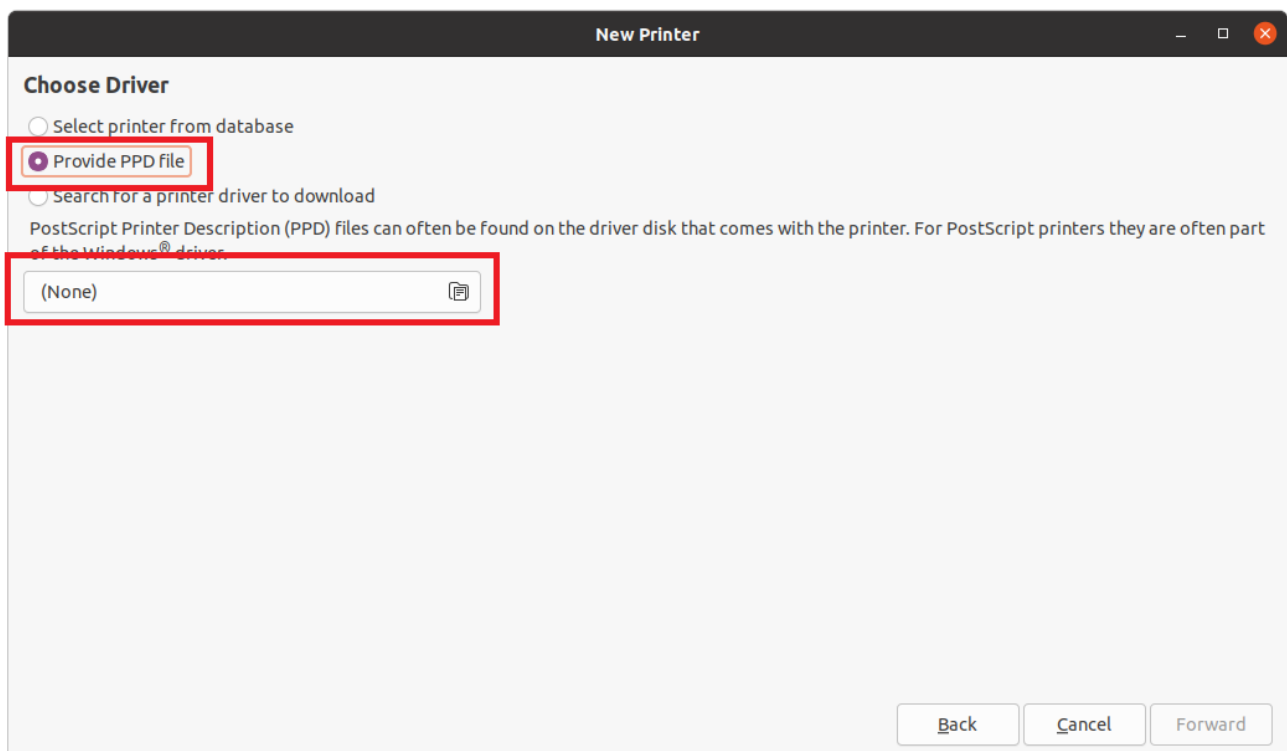 New Printer
Choose Driver
Select printer from database
Provide PPD file
Search for a printer driver to download
PostScript Printer Description (PPD) files can often be found on the driver disk that comes with the printer. For PostScript printers they are often part
of the Windows® driver.
(None)
Back Cancel Forward